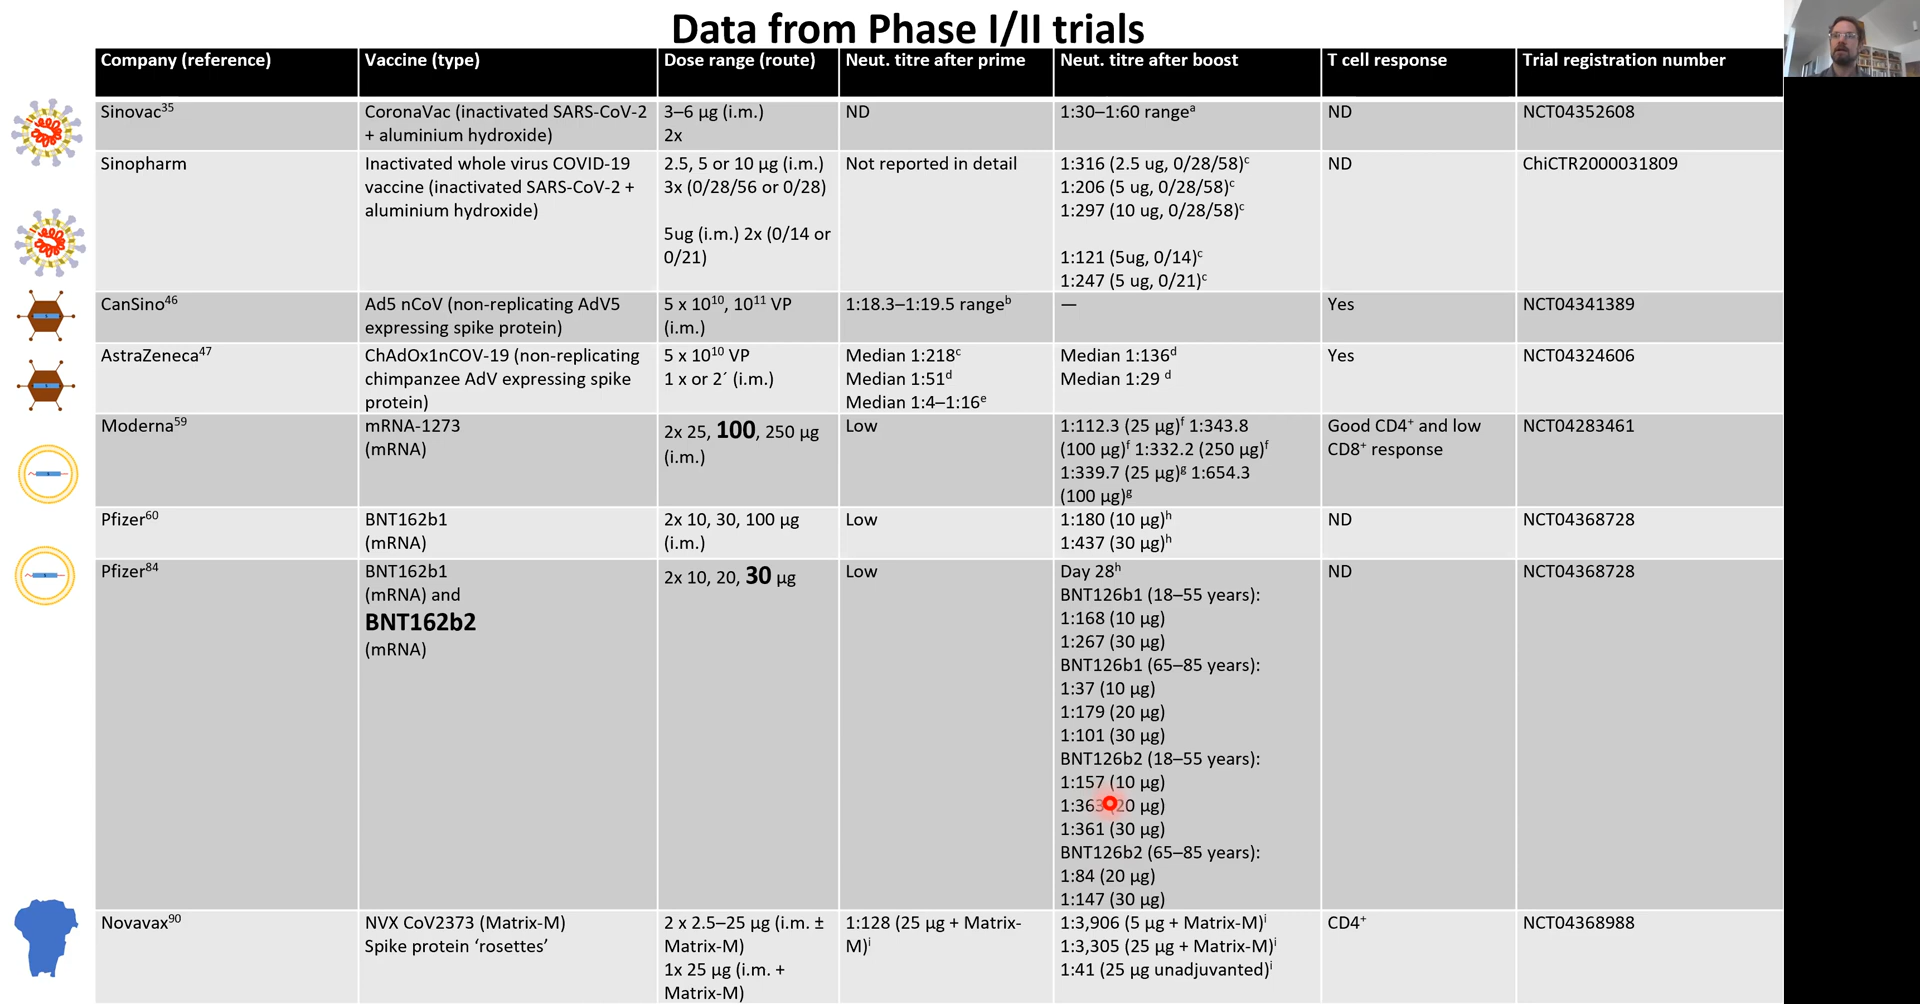 Data from Phase I/II trials
Company (reference) Vaccine (type) Dose range (route) Neut. titre after prime Neut. titre after boost T cell response Trial registration number
Sinovac35 CoronaVac (inactivated SARS-CoV-2 3–6 µg (i.m.) ND 1:30–1:60 rangea ND NCT04352608
+ aluminium hydroxide) 2x
Sinopharm Inactivated whole virus COVID-19 2.5, 5 or 10 µg (i.m.) Not reported in detail 1:316 (2.5 ug, 0/28/58)c ND ChiCTR2000031809
vaccine (inactivated SARS-CoV-2 + 3x (0/28/56 or 0/28) 1:206 (5 ug, 0/28/58)c
aluminium hydroxide) 1:297 (10 ug, 0/28/58)c
5ug (i.m.) 2x (0/14 or
0/21) 1:121 (5ug, 0/14)c
1:247 (5 ug, 0/21)c
CanSino46 Ad5 nCoV (non-replicating AdV5 5 x 1010, 1011 VP 1:18.3–1:19.5 rangeb — Yes NCT04341389
expressing spike protein) (i.m.)
AstraZeneca47 ChAdOx1nCOV-19 (non-replicating 5 x 1010 VP Median 1:218c Median 1:136d Yes NCT04324606
chimpanzee AdV expressing spike 1 x or 2´ (i.m.) Median 1:51d Median 1:29 d
protein) Median 1:4–1:16e
Moderna59 mRNA-1273 2x 25, 100, 250 µg Low 1:112.3 (25 µg)f 1:343.8 Good CD4+ and low NCT04283461
(mRNA) (i.m.) (100 µg)f 1:332.2 (250 µg)f CD8+ response
1:339.7 (25 µg)g 1:654.3
(100 µg)g
Pfizer60 BNT162b1 2x 10, 30, 100 µg Low 1:180 (10 µg)h ND NCT04368728
(mRNA) (i.m.) 1:437 (30 µg)h
Pfizer84 BNT162b1 2x 10, 20, 30 µg Low Day 28h ND NCT04368728
(mRNA) and BNT126b1 (18–55 years):
BNT162b2 1:168 (10 µg)
(mRNA) 1:267 (30 µg)
BNT126b1 (65–85 years):
1:37 (10 µg)
1:179 (20 µg)
1:101 (30 µg)
BNT126b2 (18–55 years):
1:157 (10 µg)
1:363 (20 µg)
1:361 (30 µg)
BNT126b2 (65–85 years):
1:84 (20 µg)
1:147 (30 µg)
Novavax90 NVX CoV2373 (Matrix-M) 2 x 2.5–25 µg (i.m. ± 1:128 (25 µg + Matrix- 1:3,906 (5 µg + Matrix-M)i CD4+ NCT04368988
Spike protein ‘rosettes’ Matrix-M) M)i 1:3,305 (25 µg + Matrix-M)i
1x 25 µg (i.m. + 1:41 (25 µg unadjuvanted)i
Matrix-M)